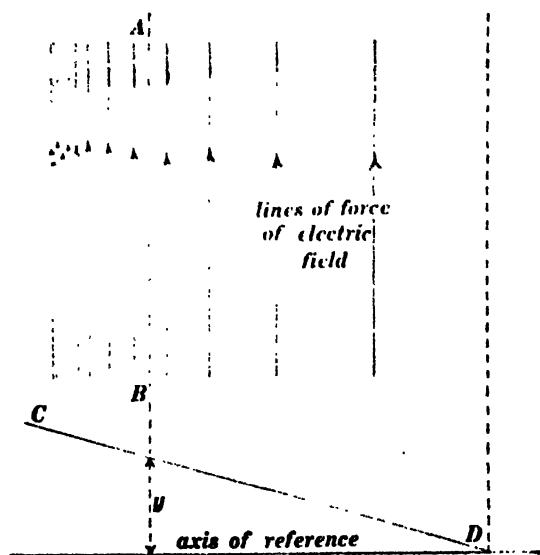 A
lines of force
of electric
field
B
C
y
D
axis of reference